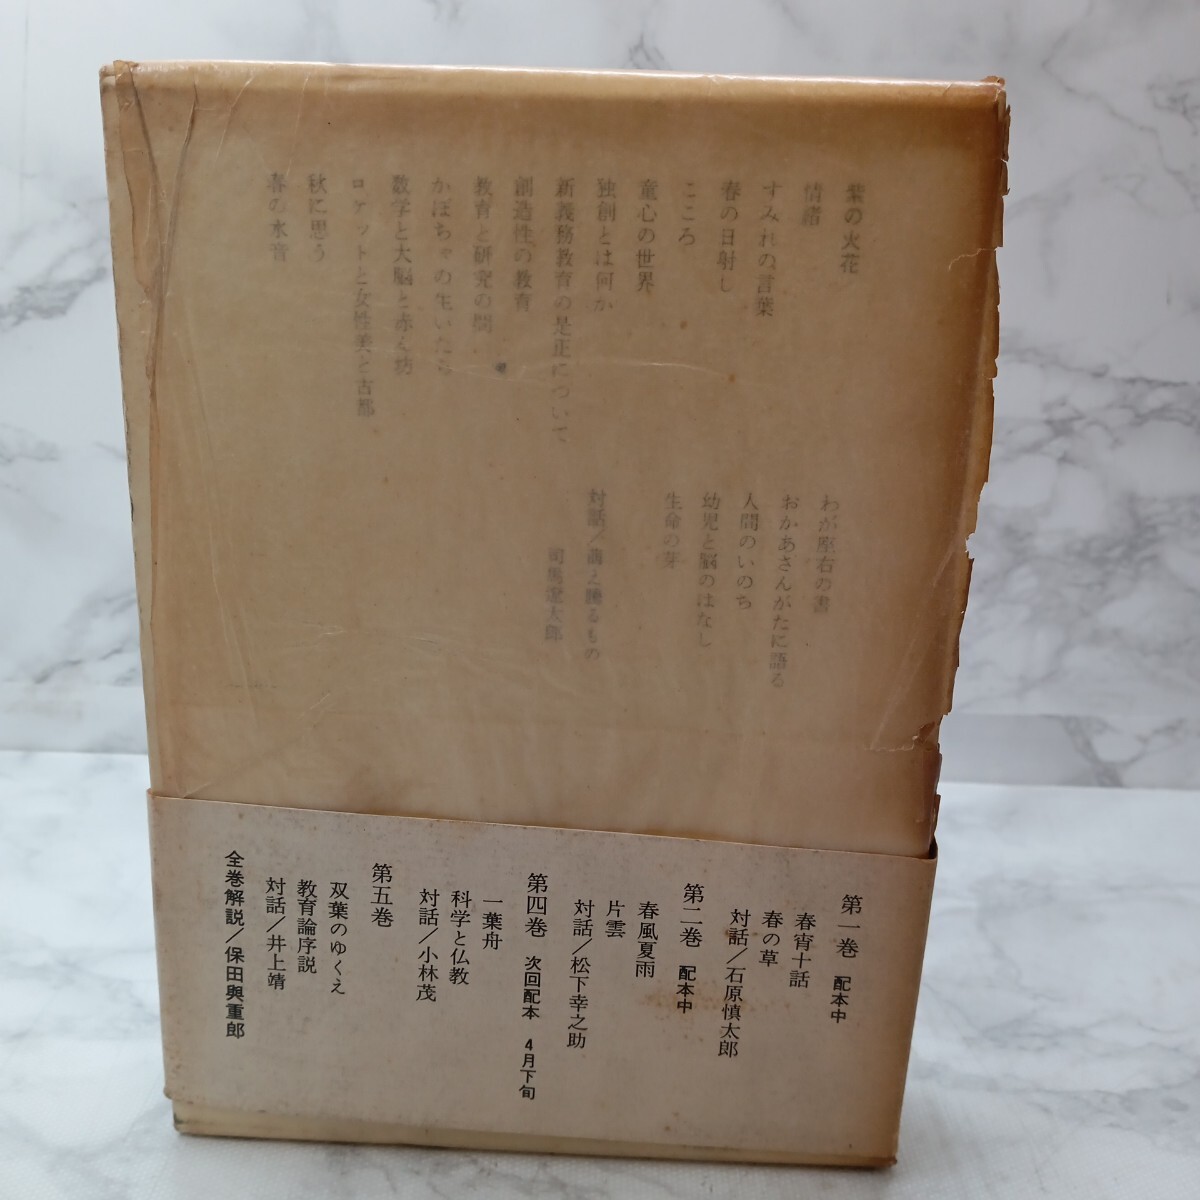 紫の火花
情緒
すみれの言葉
春の日射し
こころ
童心の世界
独創とは何か
新義務教育の是正について
創造性の教育
教育と研究の間
かぼちゃの生いたち
数学と大脳と赤ん坊
ロケットと女性美と古都
秋に思う
春の水音
わが座右の書
おかあさんがたに語る
人間のいのち
幼児と脳のはなし
生命の芽
対話／萌え騰るもの
司馬遼太郎
第一巻 配本中
春宵十話
春の草
対話／石原慎太郎
第二巻 配本中
春風夏雨
片雲
対話／松下幸之助
第四巻 次回配本 4月下旬
一葉舟
科学と仏教
対話／小林茂
第五巻
双葉のゆくえ
教育論序説
対話／井上靖
全巻解説／保田與重郎